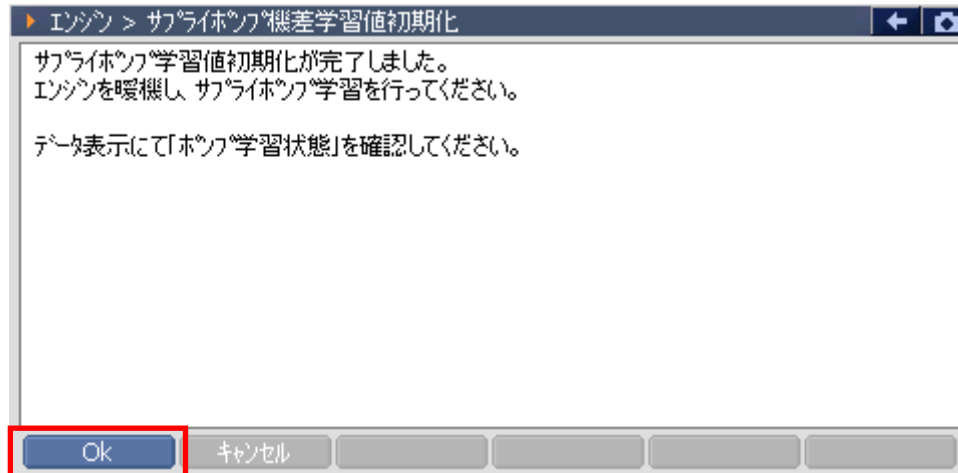 エンジン > サプライポンプ機差学習値初期化
サプライポンプ学習値初期化が完了しました。
エンジンを暖機し、サプライポンプ学習を行ってください。
データ表示にて「ポンプ学習状態」を確認してください。
Ok
キャンセル